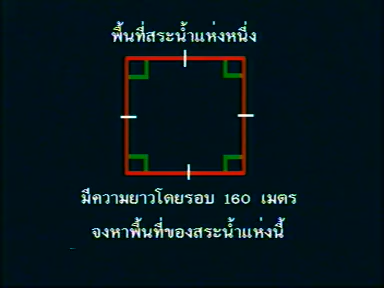 พื้นที่สระน้ำแห่งหนึ่ง
มีความยาวโดยรอบ 160 เมตร
จงหาพื้นที่ของสระน้ำแห่งนี้